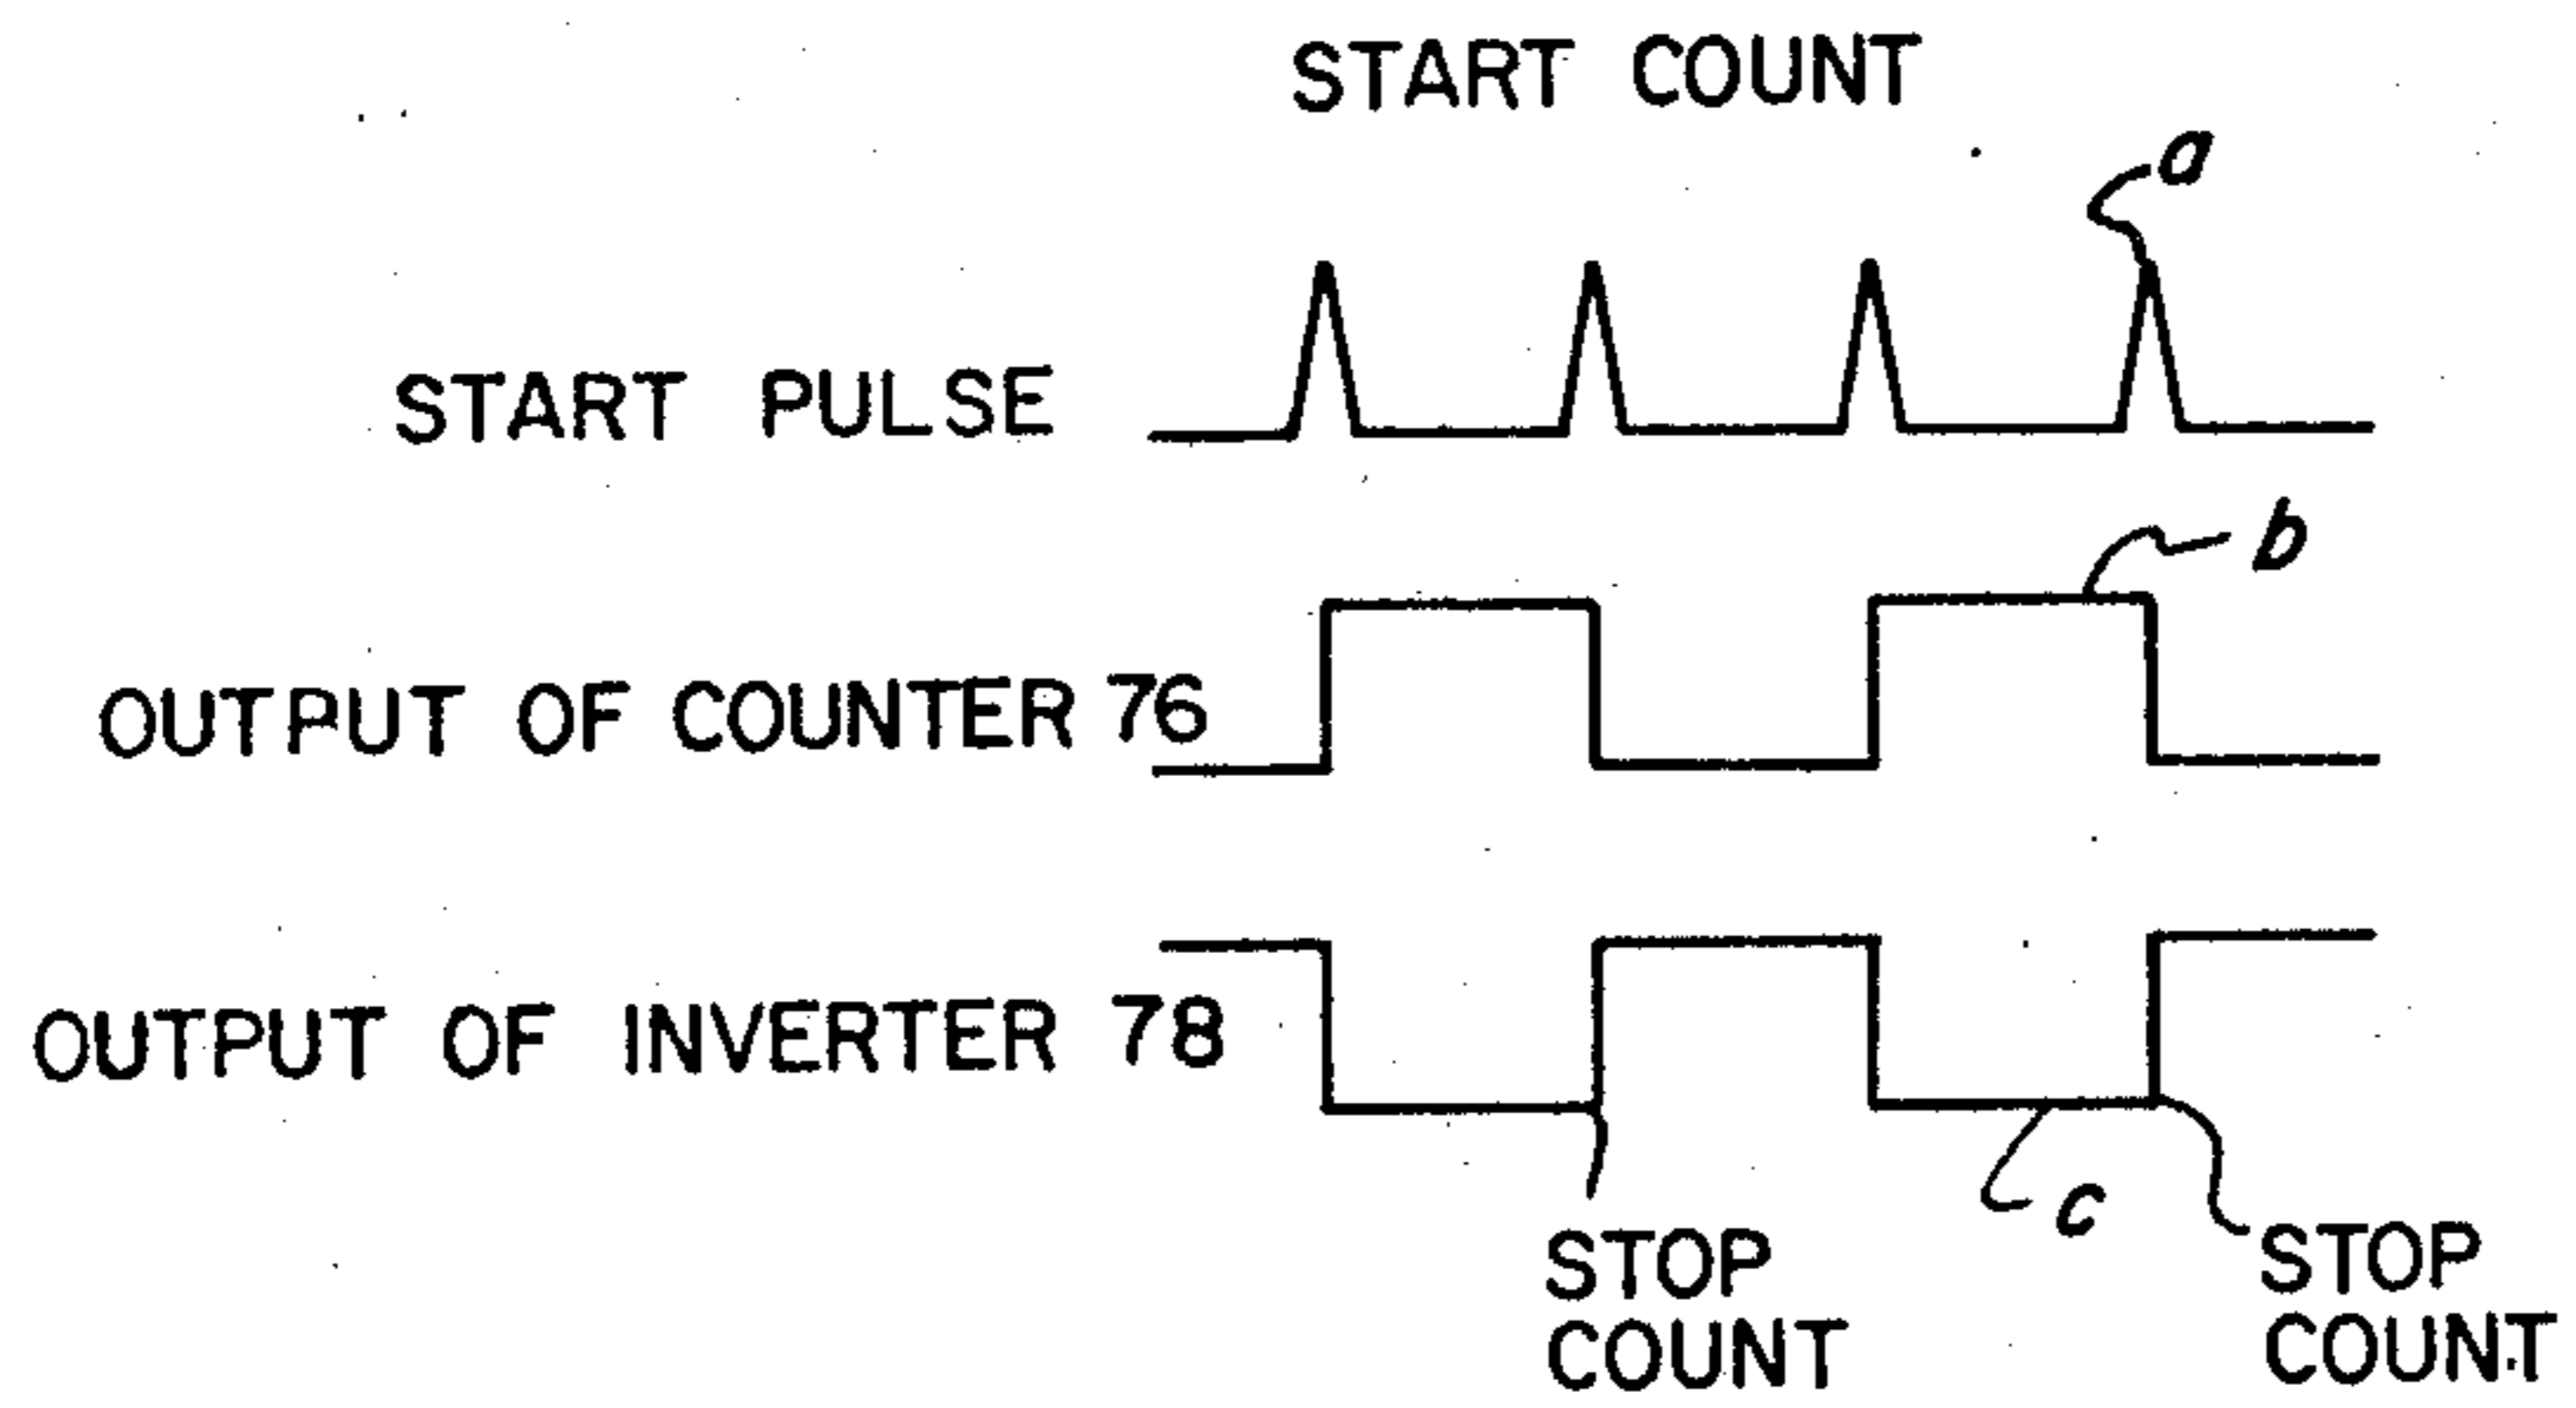 START COUNT
a
START PULSE
b
OUTPUT OF COUNTER 76
OUTPUT OF INVERTER 78
c
STOP
COUNT
STOP
COUNT